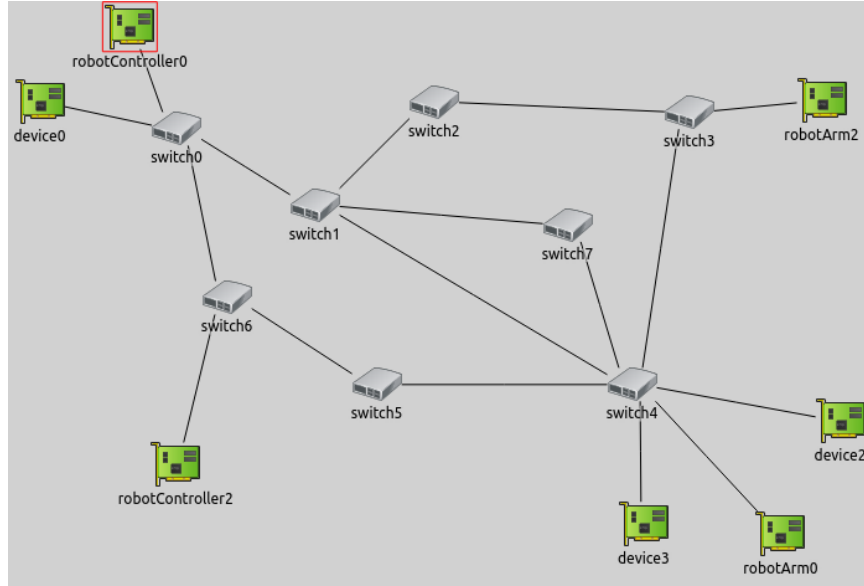 robotController0
device0
switch0
switch2
switch3
robotArm2
switch1
switch7
switch6
switch5
switch4
device2
robotController2
device3
robotArm0